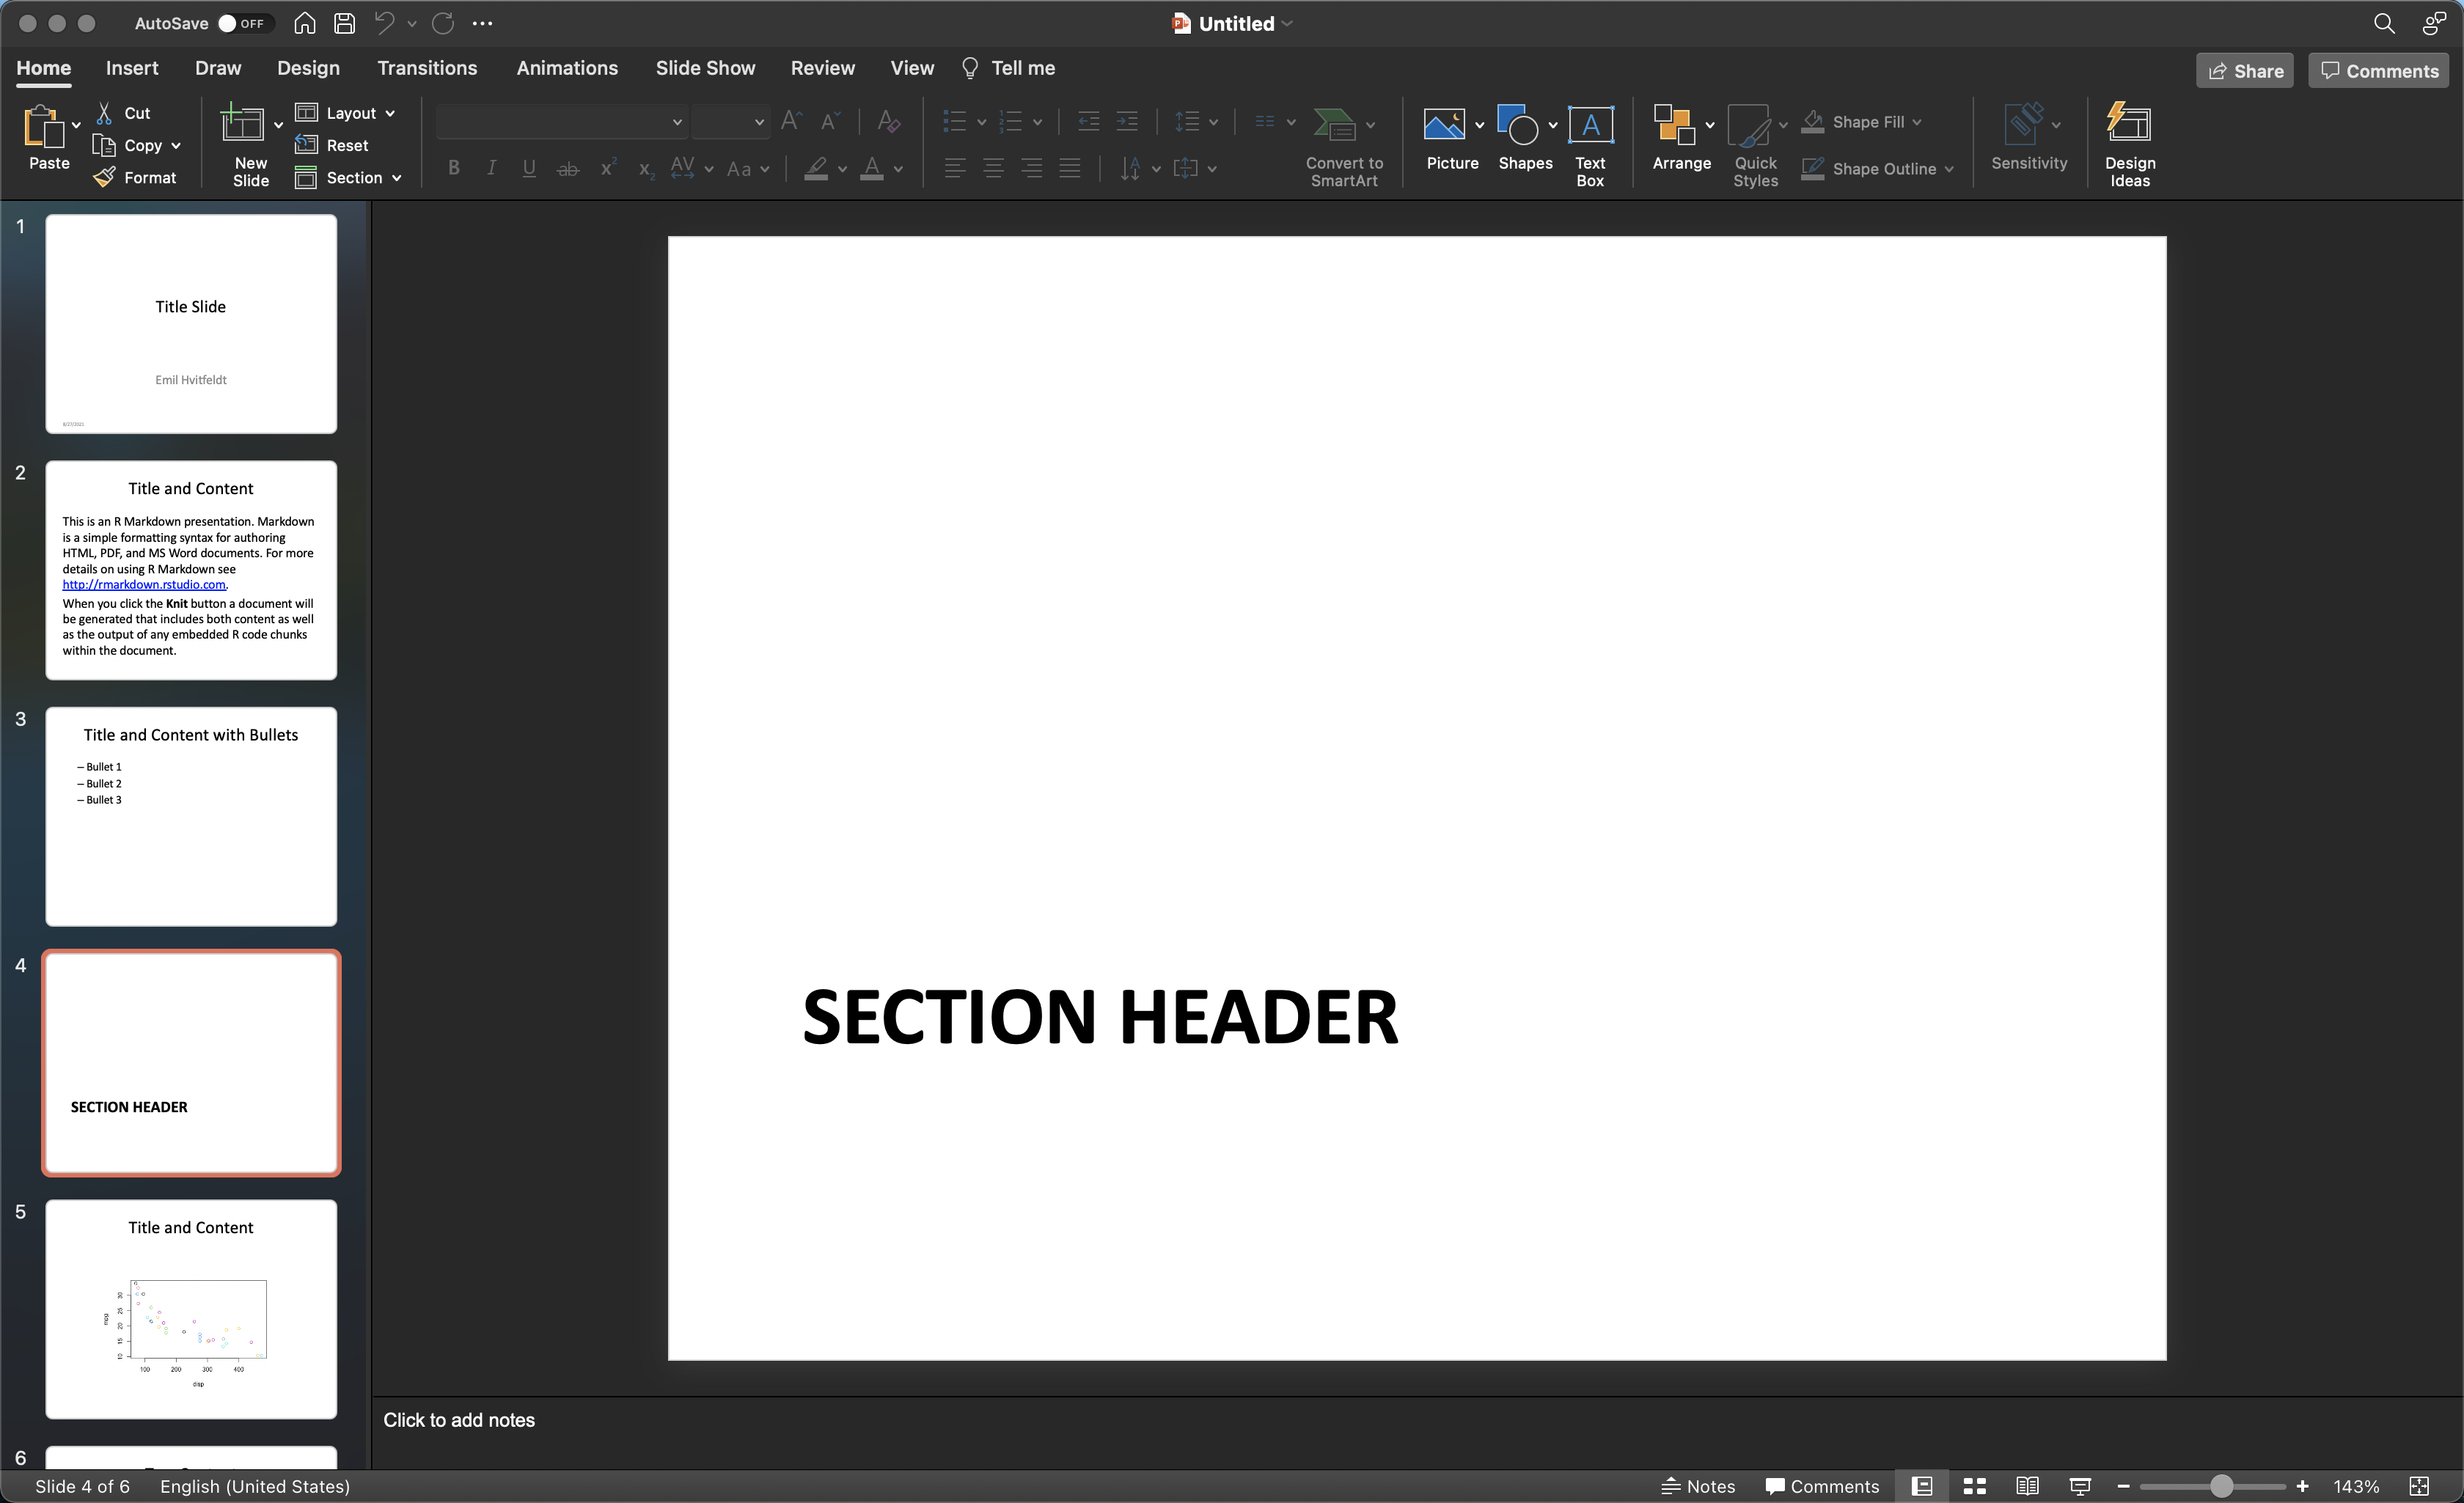 AutoSave OFF
Untitled
Home Insert Draw Design Transitions Animations Slide Show Review View Tell me
Share Comments
Paste
Cut
Copy
Format
New
Slide
Layout
Reset
Section
Convert to
SmartArt
Picture
Shapes
Text
Box
Arrange
Quick
Styles
Shape Fill
Shape Outline
Sensitivity
Design
Ideas
1
Title Slide
Emil Hvitfeldt
6/27/2021
2
Title and Content
This is an R Markdown presentation. Markdown
is a simple formatting syntax for authoring
HTML, PDF, and MS Word documents. For more
details on using R Markdown see
http://rmarkdown.rstudio.com.
When you click the Knit button a document will
be generated that includes both content as well
as the output of any embedded R code chunks
within the document.
3
Title and Content with Bullets
– Bullet 1
– Bullet 2
– Bullet 3
4
SECTION HEADER
5
Title and Content
mpg
10 15 20 25 30
100 200 300 400
disp
6
SECTION HEADER
Click to add notes
Slide 4 of 6 English (United States)
Notes Comments 143%